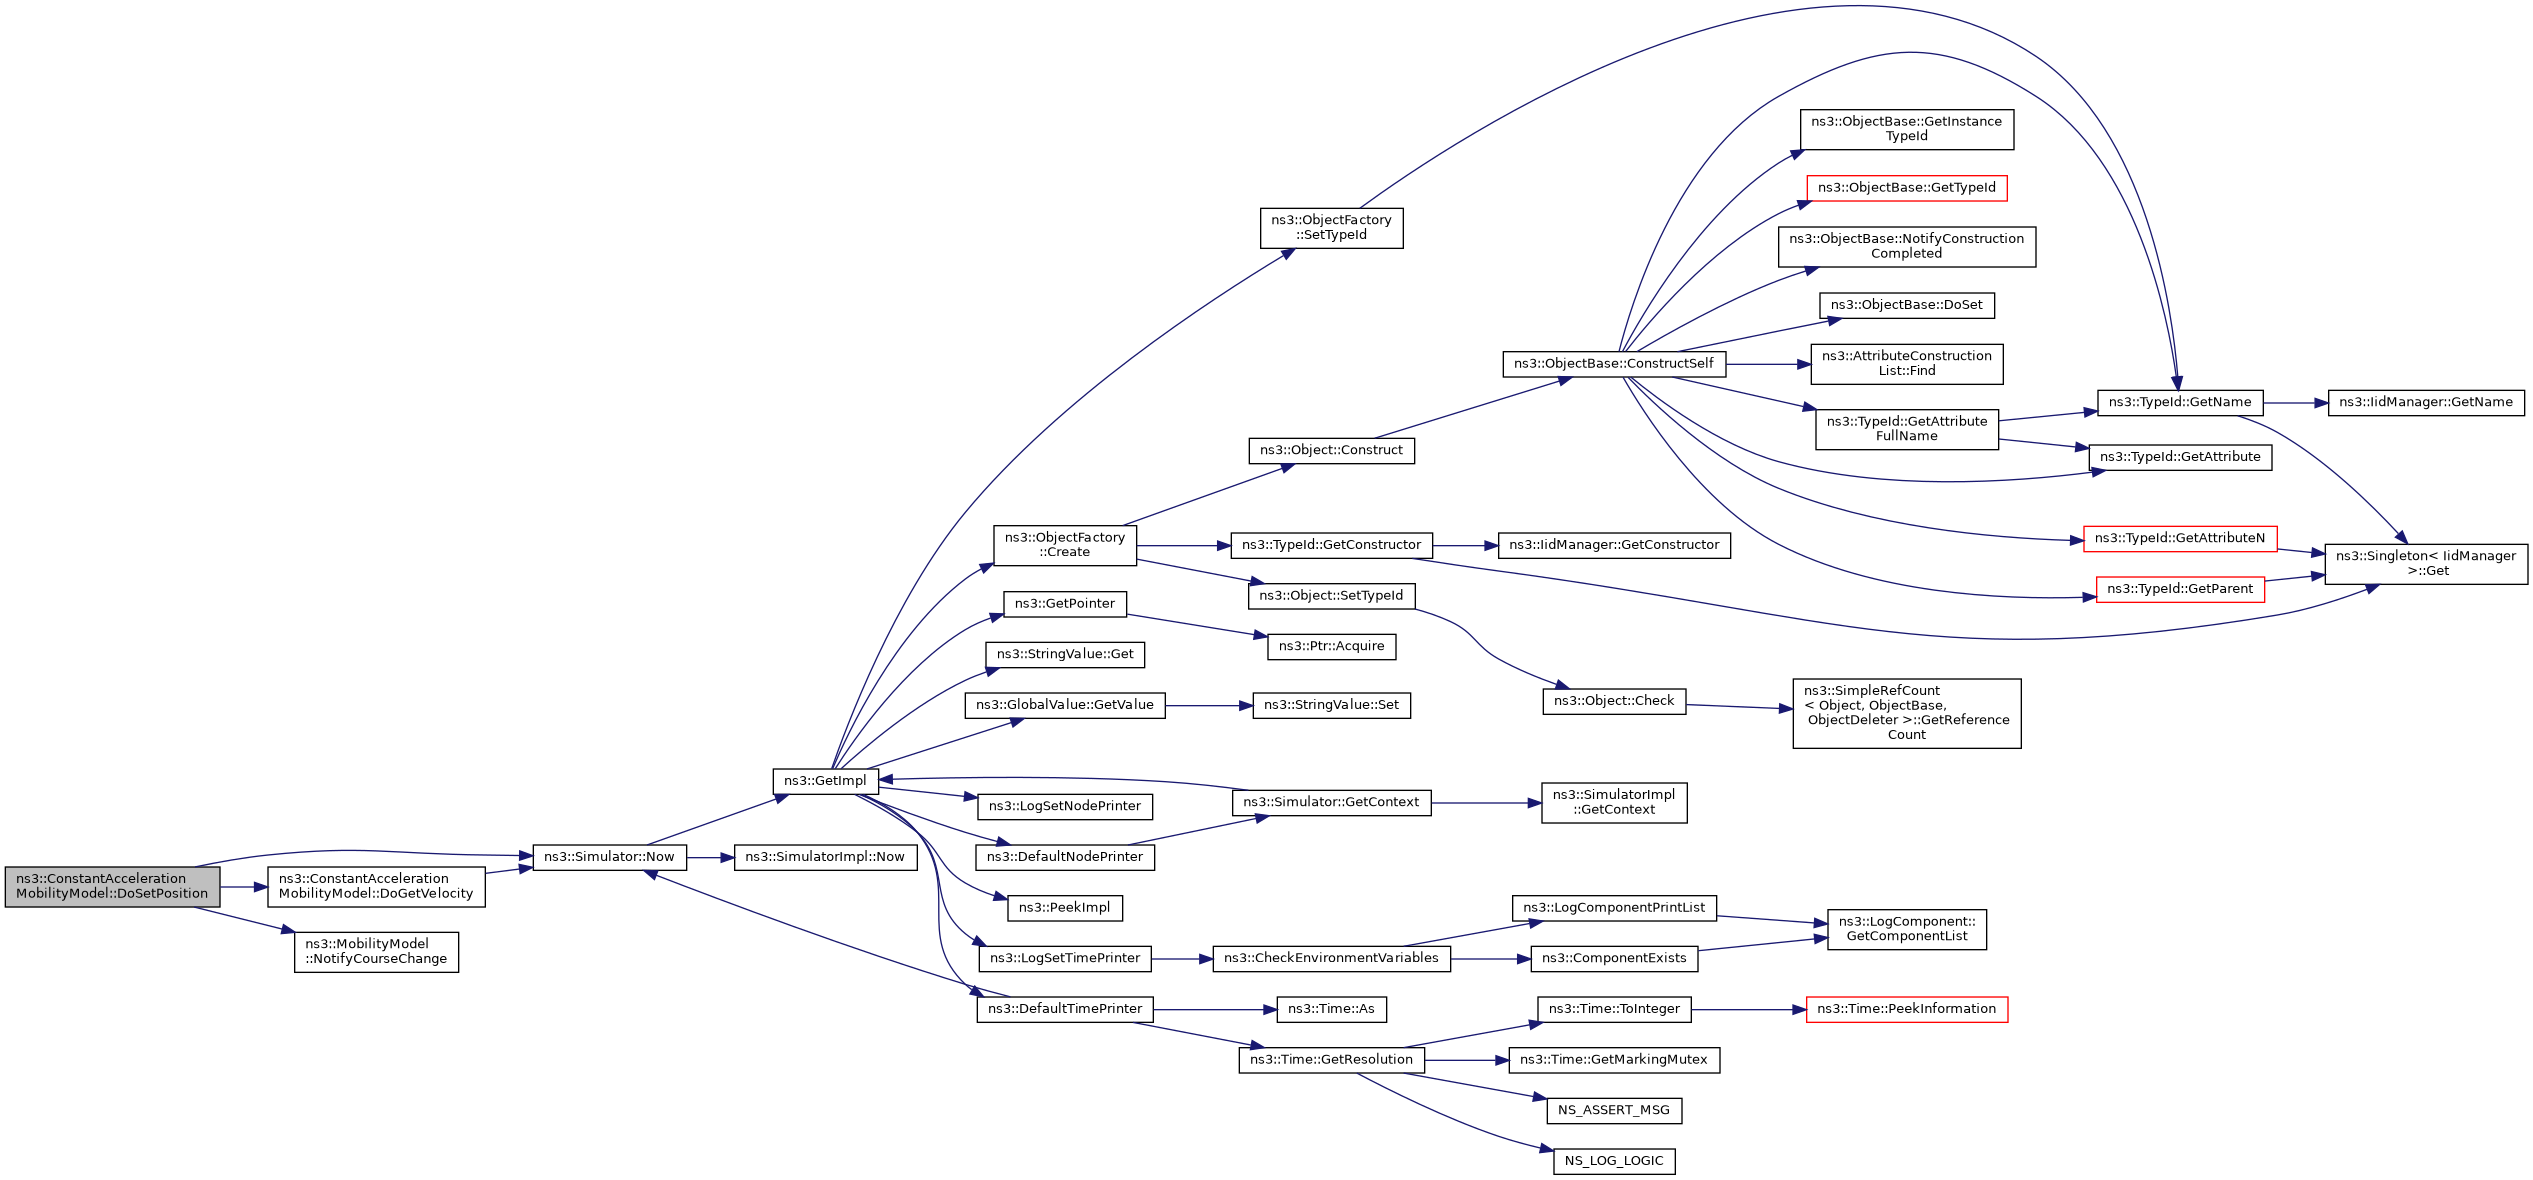 ns3::ConstantAcceleration
MobilityModel::DoSetPosition
ns3::ConstantAcceleration
MobilityModel::DoGetVelocity
ns3::MobilityModel
::NotifyCourseChange
ns3::Simulator::Now
ns3::GetImpl
ns3::SimulatorImpl::Now
ns3::ObjectFactory
::Create
ns3::GetPointer
ns3::StringValue::Get
ns3::GlobalValue::GetValue
ns3::LogSetNodePrinter
ns3::DefaultNodePrinter
ns3::PeekImpl
ns3::LogSetTimePrinter
ns3::DefaultTimePrinter
ns3::ObjectFactory
::SetTypeId
ns3::Object::Construct
ns3::TypeId::GetConstructor
ns3::Object::SetTypeId
ns3::Ptr::Acquire
ns3::StringValue::Set
ns3::Simulator::GetContext
ns3::CheckEnvironmentVariables
ns3::Time::As
ns3::Time::GetResolution
ns3::ObjectBase::ConstructSelf
ns3::IidManager::GetConstructor
ns3::Object::Check
ns3::SimulatorImpl
::GetContext
ns3::LogComponentPrintList
ns3::ComponentExists
ns3::Time::ToInteger
ns3::Time::GetMarkingMutex
NS_ASSERT_MSG
NS_LOG_LOGIC
ns3::ObjectBase::GetInstance
TypeId
ns3::ObjectBase::GetTypeId
ns3::ObjectBase::NotifyConstruction
Completed
ns3::ObjectBase::DoSet
ns3::AttributeConstruction
List::Find
ns3::TypeId::GetAttribute
FullName
ns3::SimpleRefCount
< Object, ObjectBase,
ObjectDeleter >::GetReference
Count
ns3::LogComponent::
GetComponentList
ns3::Time::PeekInformation
ns3::TypeId::GetName
ns3::TypeId::GetAttribute
ns3::TypeId::GetAttributeN
ns3::TypeId::GetParent
ns3::IidManager::GetName
ns3::Singleton< IidManager
>::Get